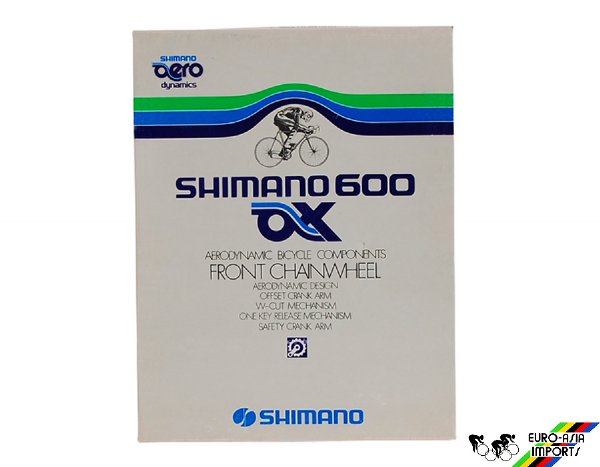 SHIMANO
aero
dynamics
SHIMANO 600
AX
AERODYNAMIC BICYCLE COMPONENTS
FRONT CHAINWHEEL
AERODYNAMIC DESIGN
OFFSET CRANK ARM
W-CUT MECHANISM
ONE KEY RELEASE MECHANISM
SAFETY CRANK ARM
SHIMANO
EURO-ASIA
IMPORTS